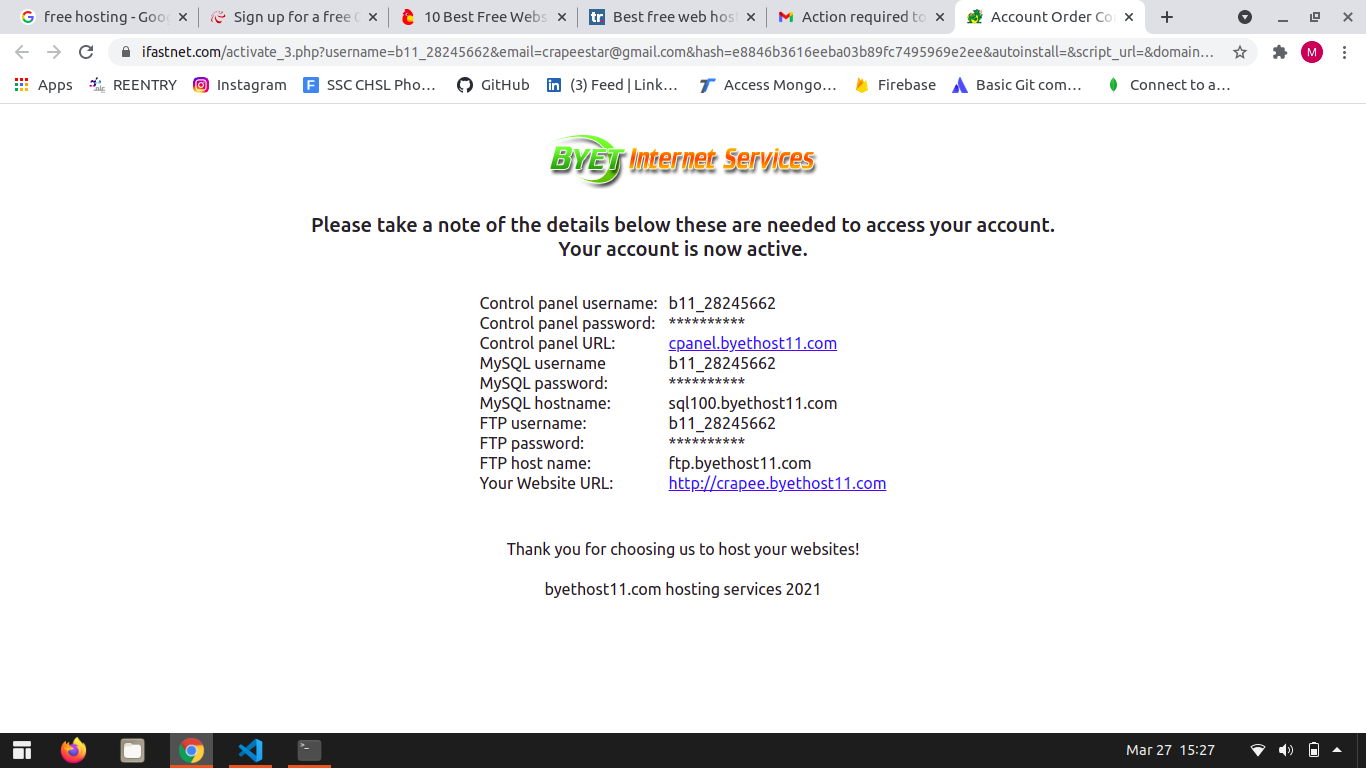 free hosting - Goo
Sign up for a free
10 Best Free Webs
Best free web hos
Action required to
Account Order Co
ifastnet.com/activate_3.php?username=b11_28245662&email=crapeestar@gmail.com&hash=e8846b3616eeba03b89fc7495969e2ee&autoinstall=&script_url=&domain...
M
Apps
REENTRY
Instagram
SSC CHSL Pho...
GitHub
(3) Feed | Link...
Access Mongo...
Firebase
Basic Git com...
Connect to a...
BYET Internet Services
Please take a note of the details below these are needed to access your account.
Your account is now active.
Control panel username: b11_28245662
Control panel password: **********
Control panel URL: cpanel.byethost11.com
MySQL username b11_28245662
MySQL password: **********
MySQL hostname: sql100.byethost11.com
FTP username: b11_28245662
FTP password: **********
FTP host name: ftp.byethost11.com
Your Website URL: http://crapee.byethost11.com
Thank you for choosing us to host your websites!
byethost11.com hosting services 2021
Mar 27 15:27